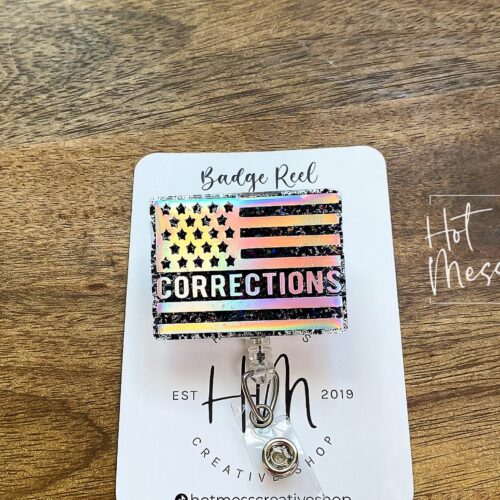 Badge Reel
CORRECTIONS
EST HM 2019
CREATIVE SHOP
hotmesscreativeshop
Hot
Mess